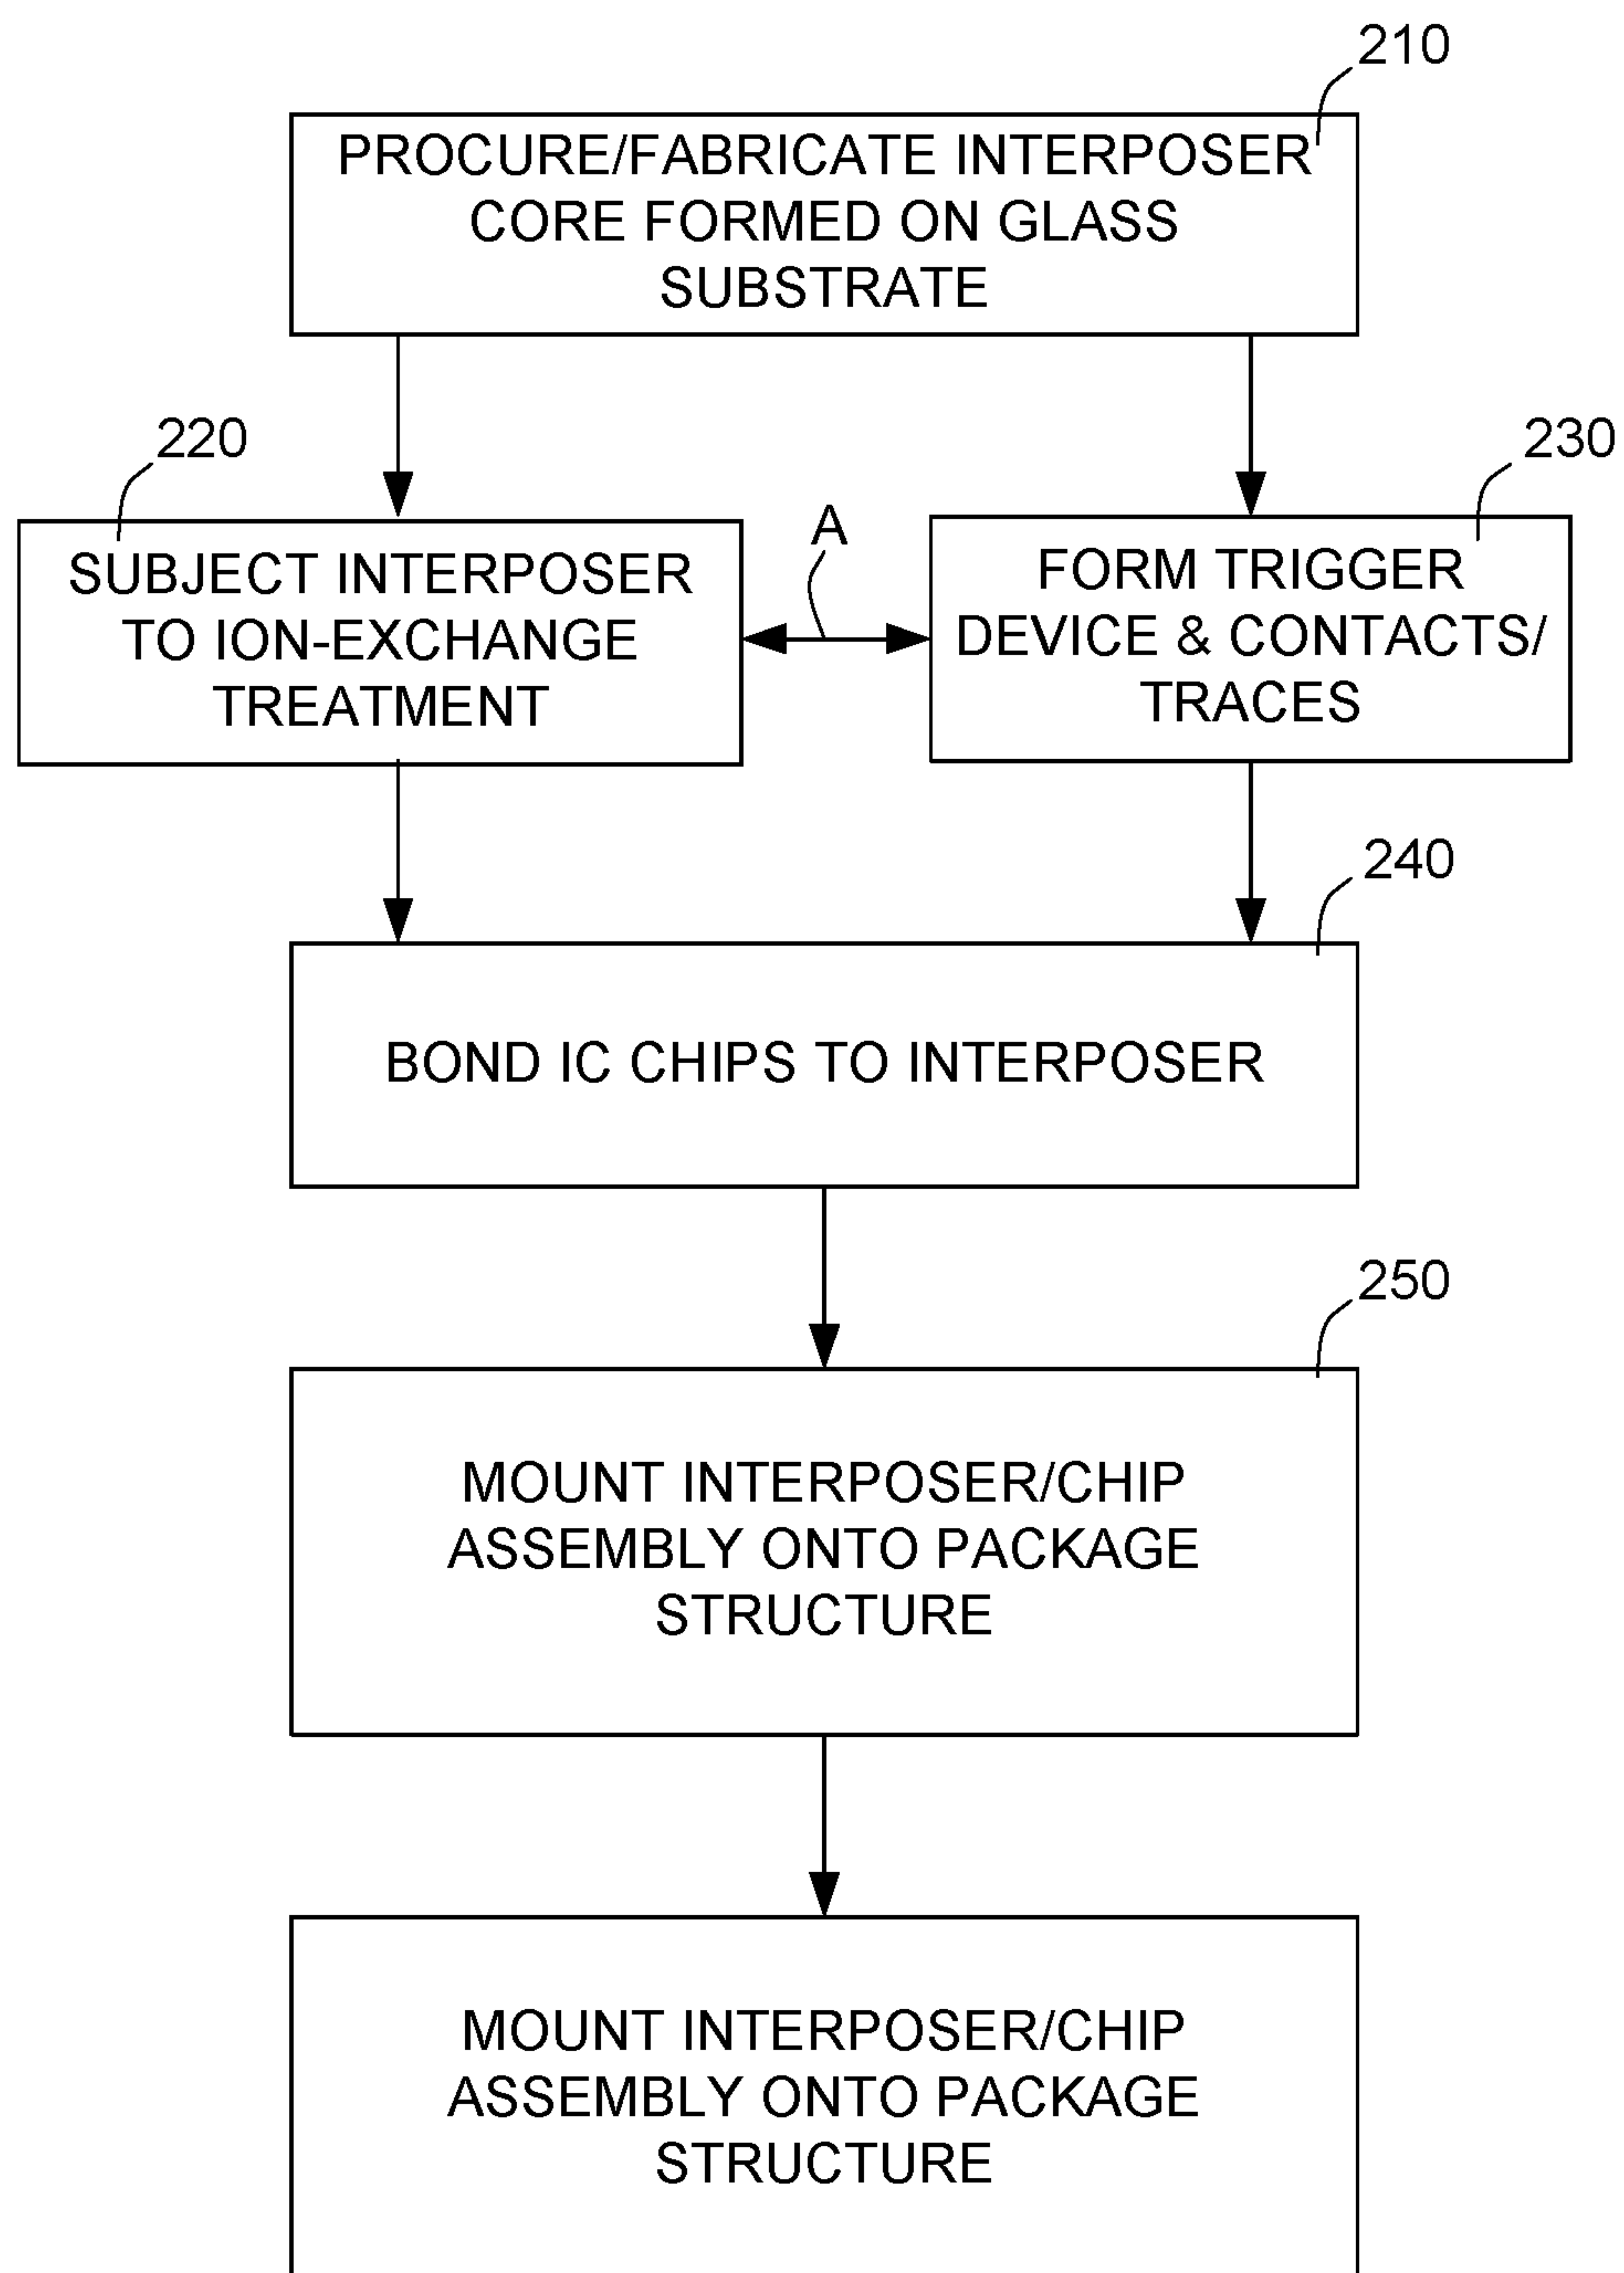 210
PROCURE/FABRICATE INTERPOSER
CORE FORMED ON GLASS
SUBSTRATE
220
230
A
SUBJECT INTERPOSER
TO ION-EXCHANGE
TREATMENT
FORM TRIGGER
DEVICE & CONTACTS/
TRACES
240
BOND IC CHIPS TO INTERPOSER
250
MOUNT INTERPOSER/CHIP
ASSEMBLY ONTO PACKAGE
STRUCTURE
MOUNT INTERPOSER/CHIP
ASSEMBLY ONTO PACKAGE
STRUCTURE